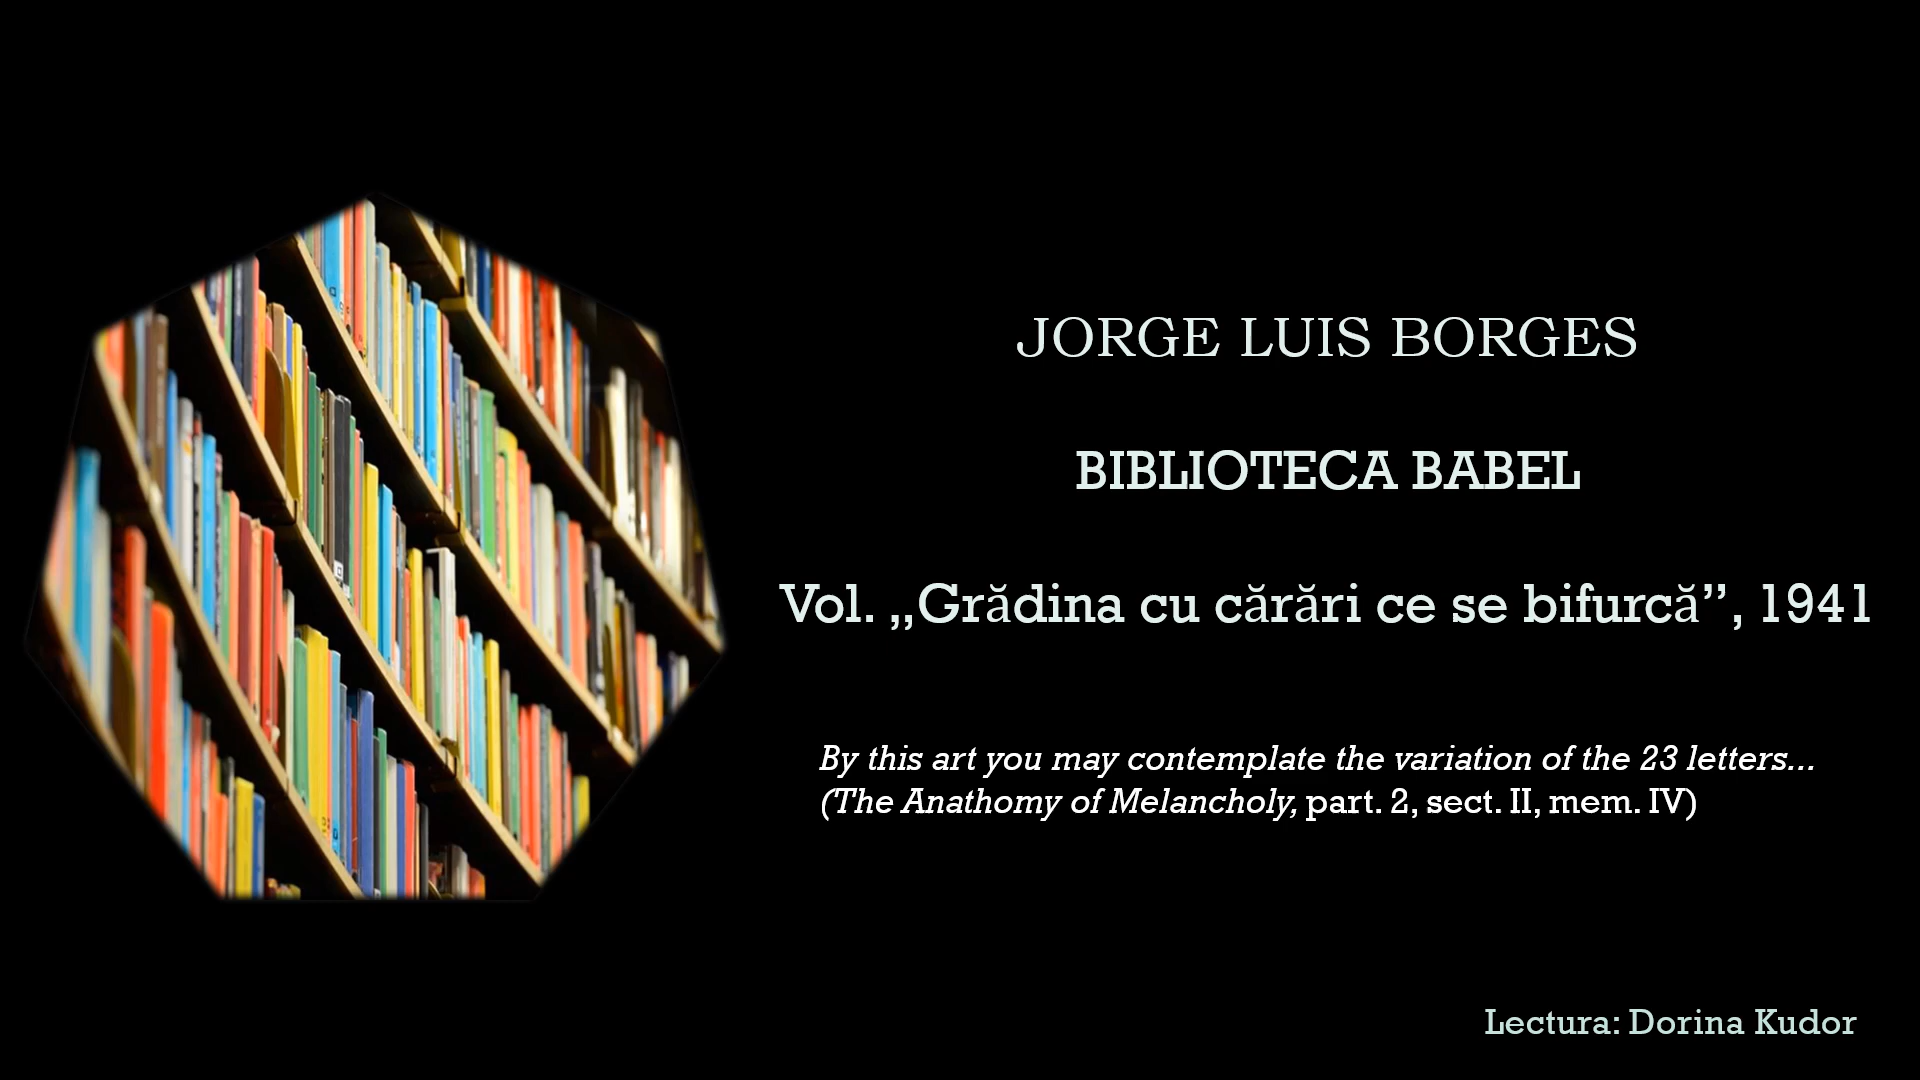 JORGE LUIS BORGES
BIBLIOTECA BABEL
Vol. „Grădina cu cărări ce se bifurcă”, 1941
By this art you may contemplate the variation of the 23 letters...
(The Anathomy of Melancholy, part. 2, sect. II, mem. IV)
Lectura: Dorina Kudor